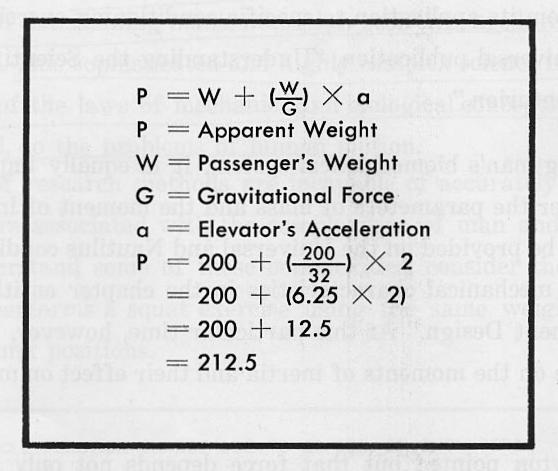 P = W + (W/G) × a
P = Apparent Weight
W = Passenger's Weight
G = Gravitational Force
a = Elevator's Acceleration
P = 200 + (200/32) × 2
= 200 + (6.25 × 2)
= 200 + 12.5
= 212.5